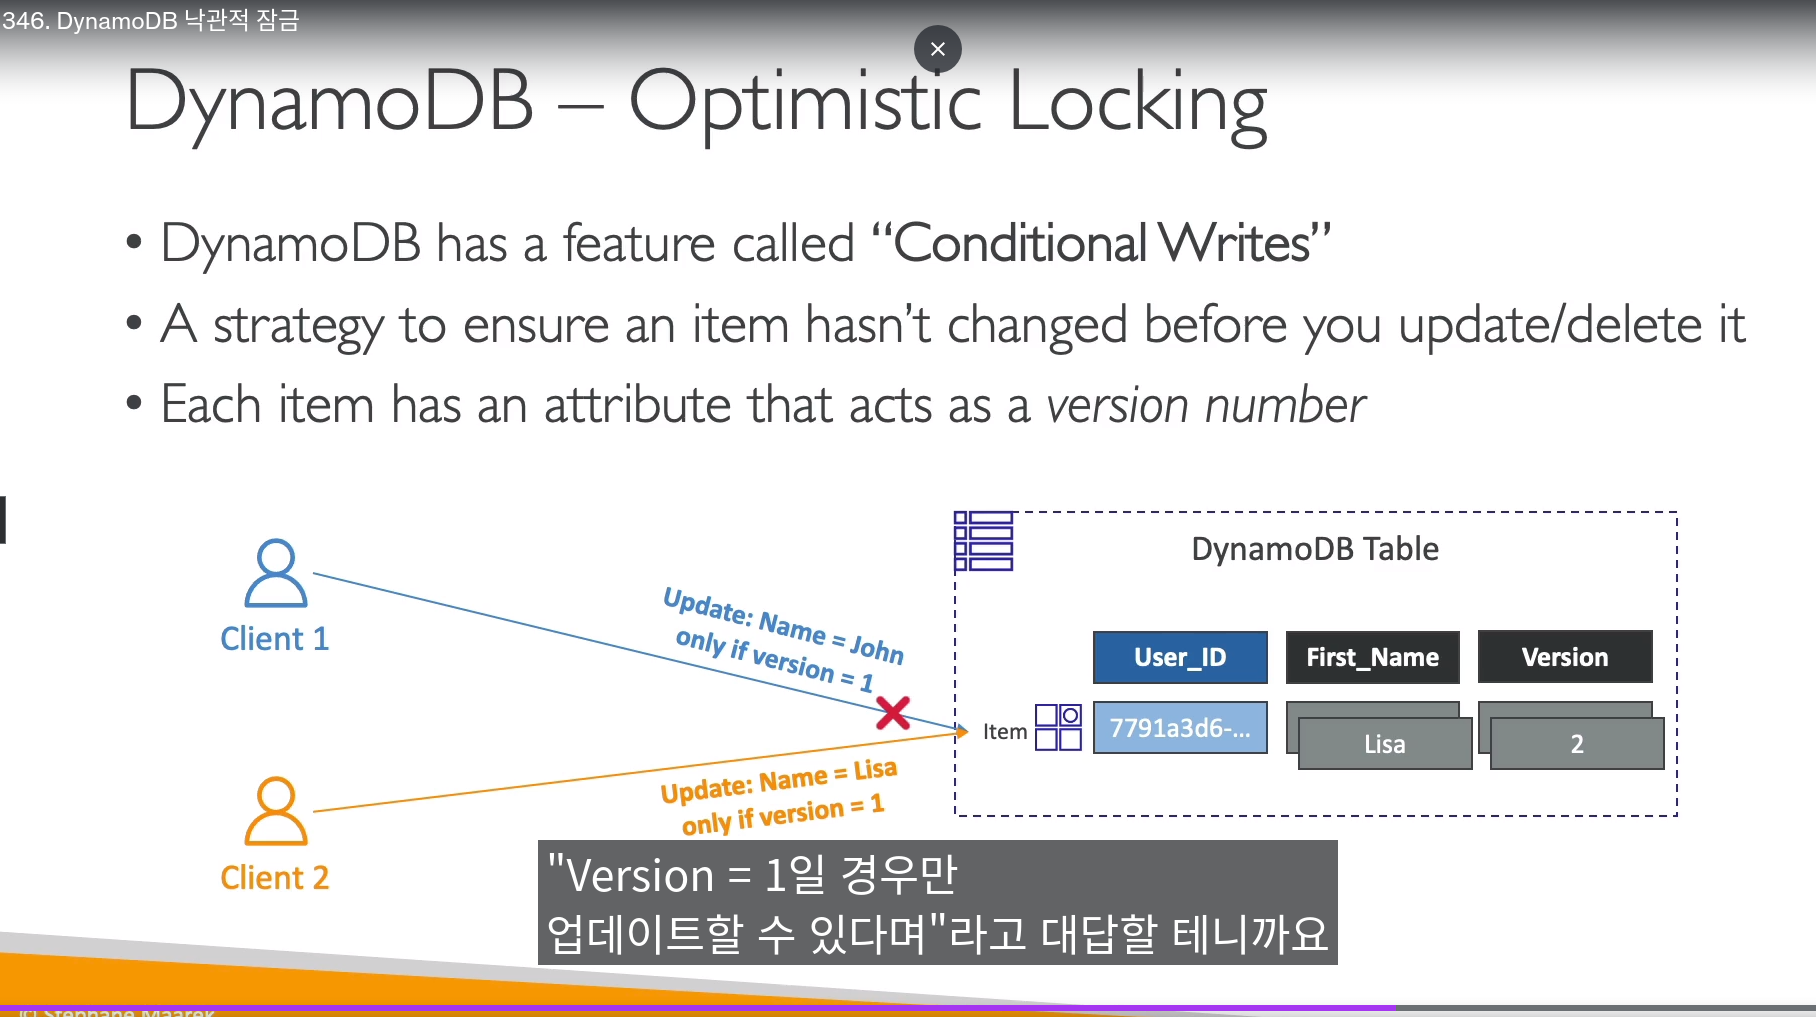 346. DynamoDB 낙관적 잠금
DynamoDB – Optimistic Locking
• DynamoDB has a feature called “Conditional Writes”
• A strategy to ensure an item hasn’t changed before you update/delete it
• Each item has an attribute that acts as a version number
DynamoDB Table
Client 1
Update: Name = John
only if version = 1
User_ID First_Name Version
Item 7791a3d6-... Lisa 2
Client 2
Update: Name = Lisa
only if version = 1
"Version = 1일 경우만
업데이트할 수 있다며"라고 대답할 테니까요
© Stephane Maarek